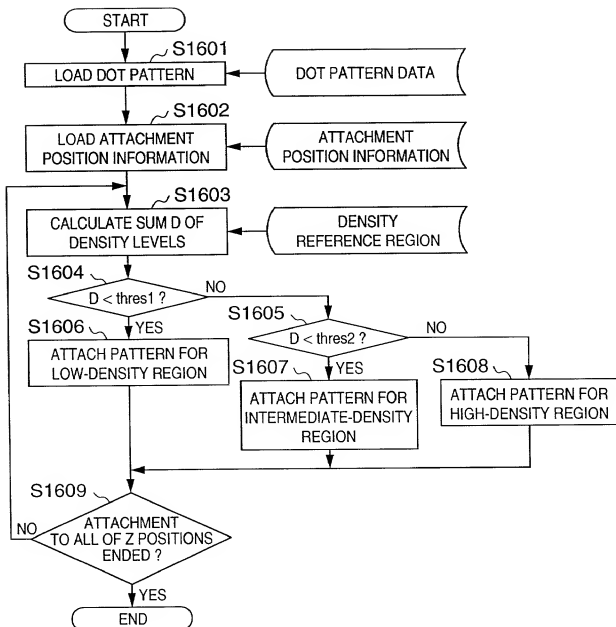 START
S1601
LOAD DOT PATTERN
DOT PATTERN DATA
S1602
LOAD ATTACHMENT
POSITION INFORMATION
ATTACHMENT
POSITION INFORMATION
S1603
CALCULATE SUM D OF
DENSITY LEVELS
DENSITY
REFERENCE REGION
S1604
D < thres1 ?
NO
YES
S1605
D < thres2 ?
NO
YES
S1606
ATTACH PATTERN FOR
LOW-DENSITY REGION
S1607
ATTACH PATTERN FOR
INTERMEDIATE-DENSITY
REGION
S1608
ATTACH PATTERN FOR
HIGH-DENSITY REGION
S1609
ATTACHMENT
TO ALL OF Z POSITIONS
ENDED ?
NO
YES
END